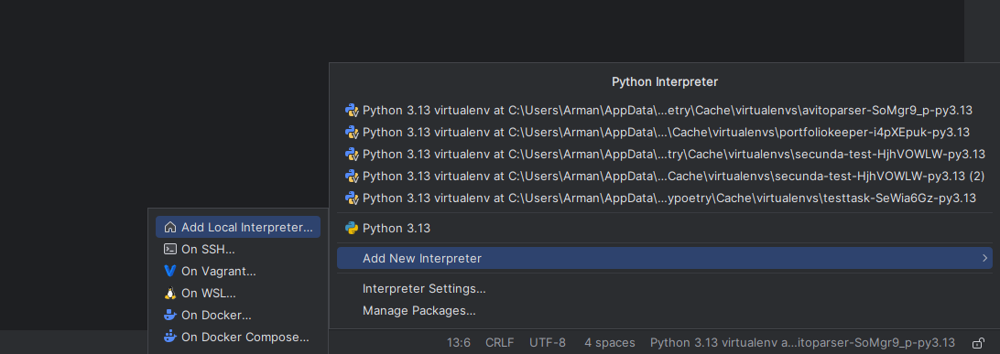 Python Interpreter
Python 3.13 virtualenv at C:\Users\Arman\AppData\...etry\Cache\virtualenvs\avitoparser-SoMgr9_p-py3.13
Python 3.13 virtualenv at C:\Users\Arman\AppData\...\Cache\virtualenvs\portfoliokeeper-i4pXEpuk-py3.13
Python 3.13 virtualenv at C:\Users\Arman\AppData\...try\Cache\virtualenvs\secunda-test-HjhVOWLW-py3.13
Python 3.13 virtualenv at C:\Users\Arman\AppData\...Cache\virtualenvs\secunda-test-HjhVOWLW-py3.13 (2)
Python 3.13 virtualenv at C:\Users\Arman\AppData\...ypoetry\Cache\virtualenvs\testtask-SeWia6Gz-py3.13
Python 3.13
Add New Interpreter
Interpreter Settings...
Manage Packages...
Add Local Interpreter...
On SSH...
On Vagrant...
On WSL...
On Docker...
On Docker Compose...
13:6 CRLF UTF-8 4 spaces Python 3.13 virtualenv a...itoparser-SoMgr9_p-py3.13